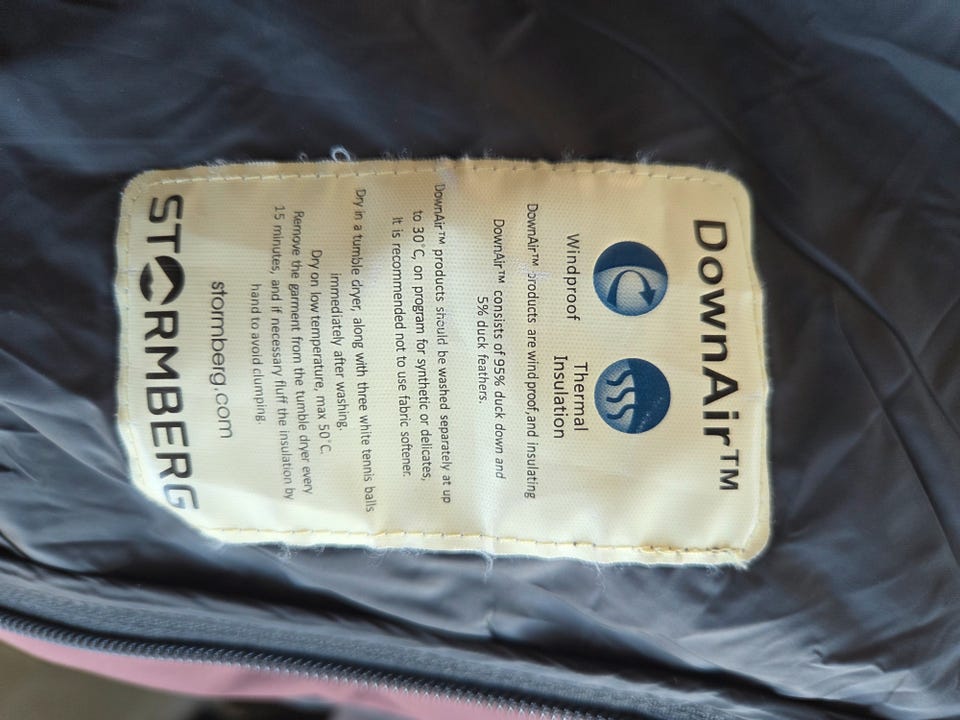 DownAir™
Windproof
Thermal
Insulation
DownAir™ products are windproof, and insulating
DownAir™ consists of 95% duck down and
5% duck feathers.
DownAir™ products should be washed separately at up
to 30°C, on program for synthetic or delicates,
It is recommended not to use fabric softener.
Dry in a tumble dryer, along with three white tennis balls
immediately after washing.
Dry on low temperature, max 50°C.
Remove the garment from the tumble dryer every
15 minutes, and if necessary fluff the insulation by
hand to avoid clumping.
stormberg.com
STORMBERG